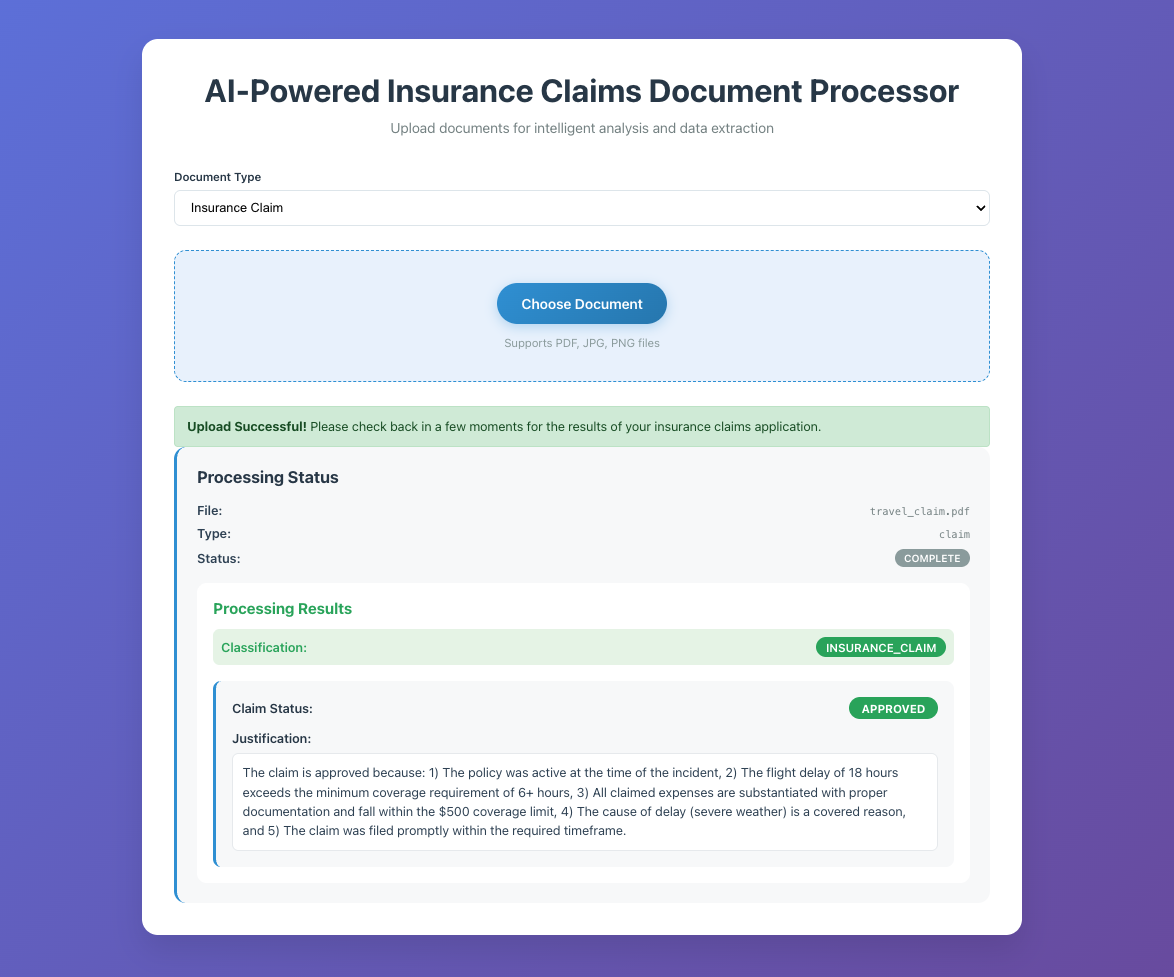 AI-Powered Insurance Claims Document Processor
Upload documents for intelligent analysis and data extraction
Document Type
Insurance Claim
Choose Document
Supports PDF, JPG, PNG files
Upload Successful! Please check back in a few moments for the results of your insurance claims application.
Processing Status
File: travel_claim.pdf
Type: claim
Status: COMPLETE
Processing Results
Classification: INSURANCE_CLAIM
Claim Status: APPROVED
Justification:
The claim is approved because: 1) The policy was active at the time of the incident, 2) The flight delay of 18 hours
exceeds the minimum coverage requirement of 6+ hours, 3) All claimed expenses are substantiated with proper
documentation and fall within the $500 coverage limit, 4) The cause of delay (severe weather) is a covered reason,
and 5) The claim was filed promptly within the required timeframe.